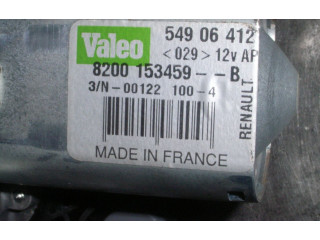 Valeo 549 06 412
<029> 12v AP
8200 153459--B
3/N-00122 100-4
RENAULT
MADE IN FRANCE